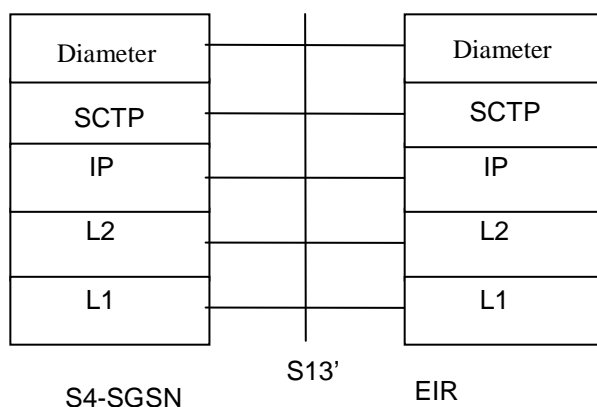 Diameter Diameter
SCTP SCTP
IP IP
L2 L2
L1 L1
S13’
S4-SGSN EIR